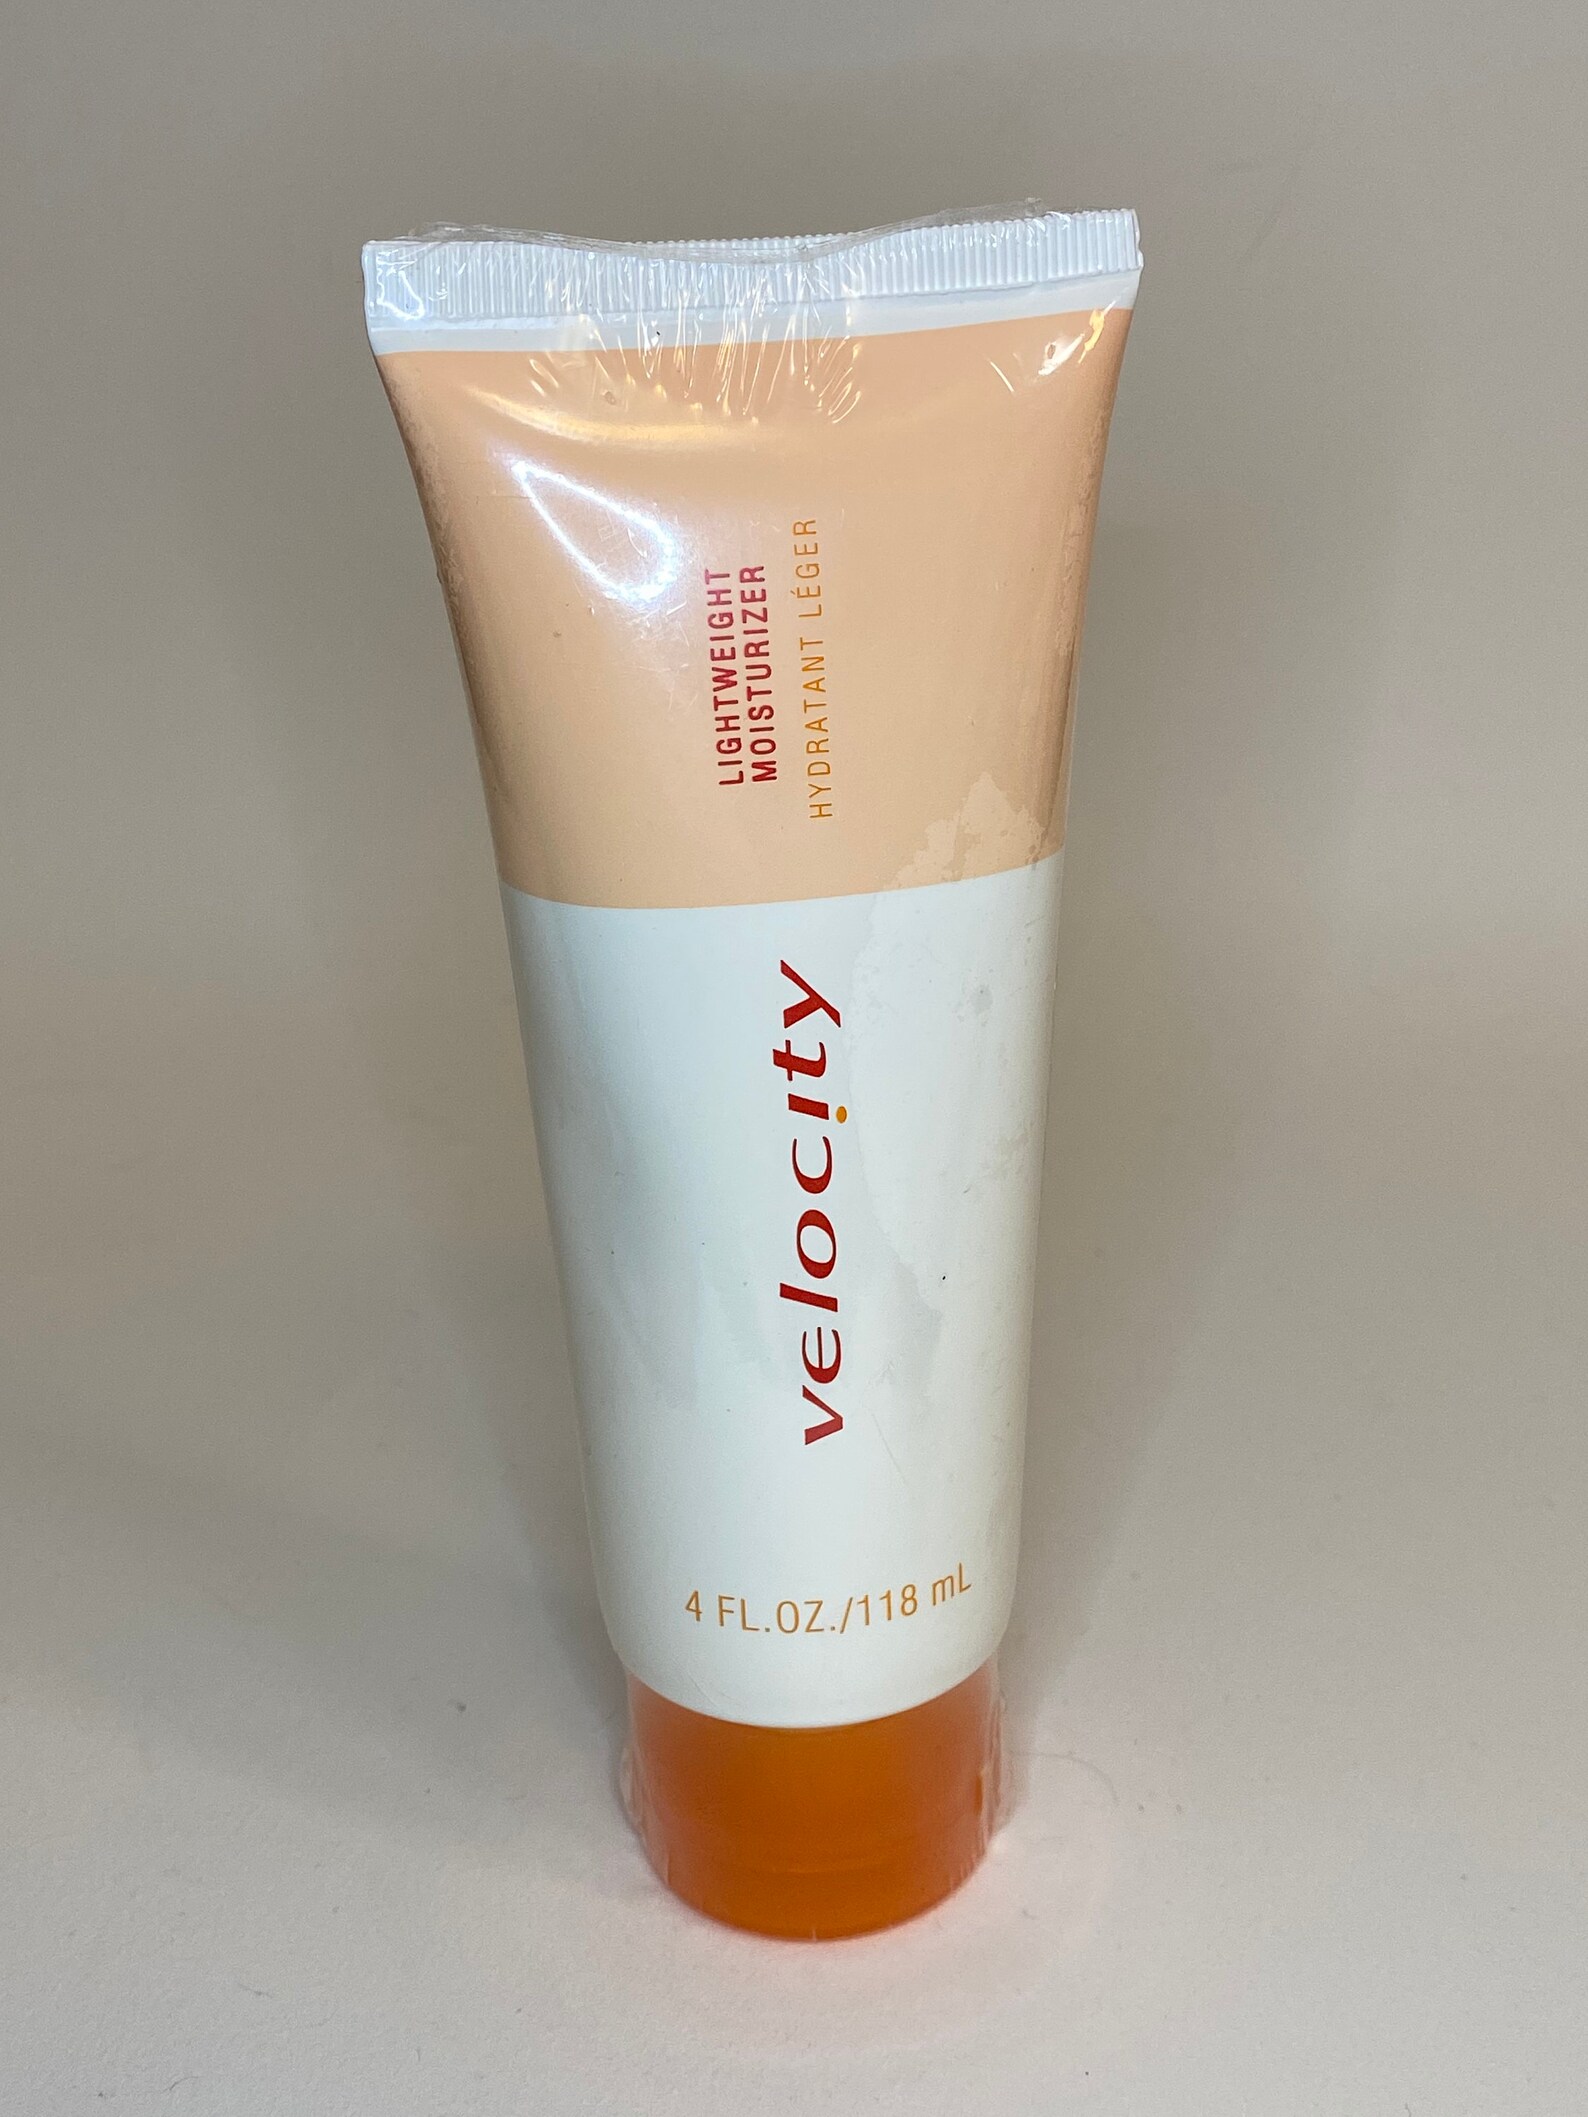 LIGHTWEIGHT
MOISTURIZER
HYDRATANT LÉGER
velocity
4 FL.OZ./118 mL